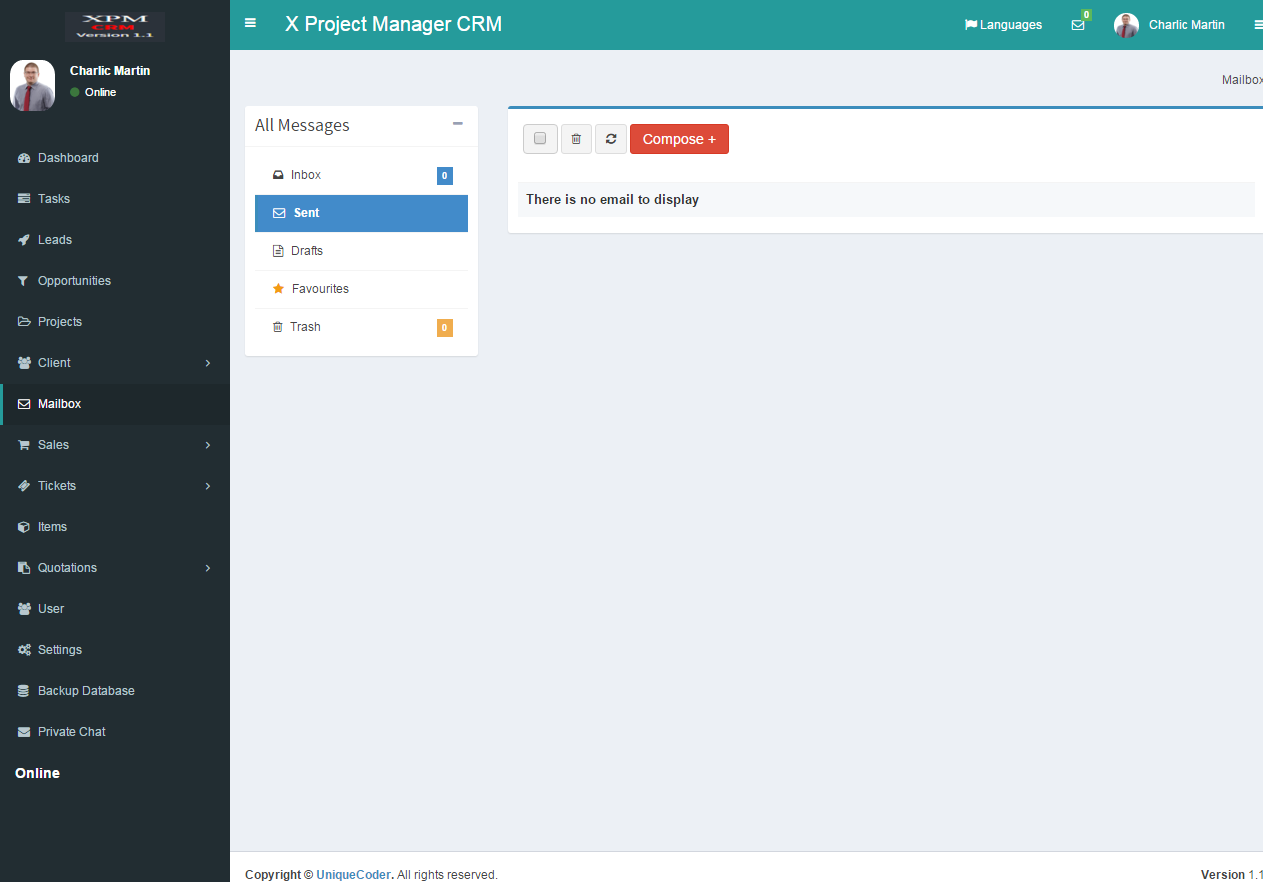 XPM
CRM
Version 1.1
X Project Manager CRM
Languages
0
Charlic Martin
Charlic Martin
Online
Mailbox
All Messages
Inbox 0
Sent
Drafts
Favourites
Trash 0
Compose +
There is no email to display
Dashboard
Tasks
Leads
Opportunities
Projects
Client
Mailbox
Sales
Tickets
Items
Quotations
User
Settings
Backup Database
Private Chat
Online
Copyright © UniqueCoder. All rights reserved.
Version 1.1